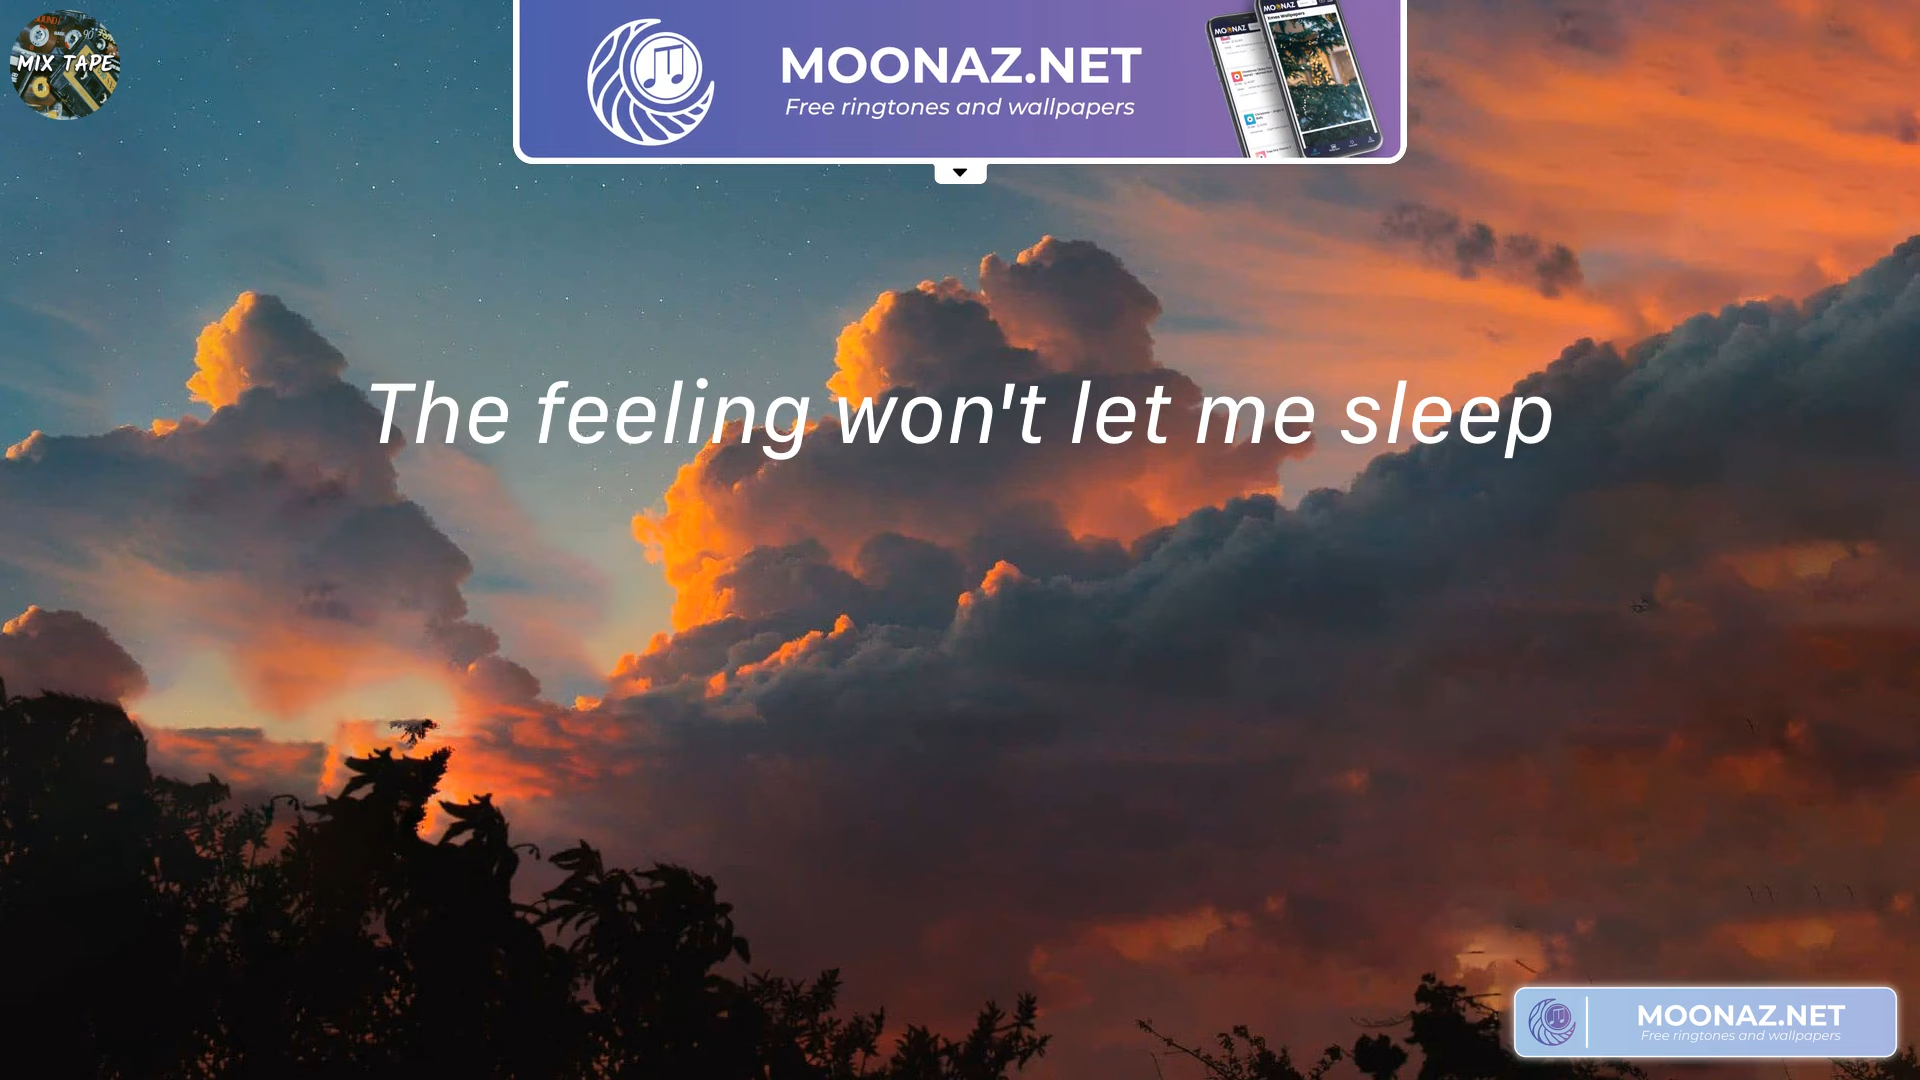 MIX TAPE
MOONAZ.NET
Free ringtones and wallpapers
MOONAZ
The feeling won't let me sleep
MOONAZ.NET
Free ringtones and wallpapers